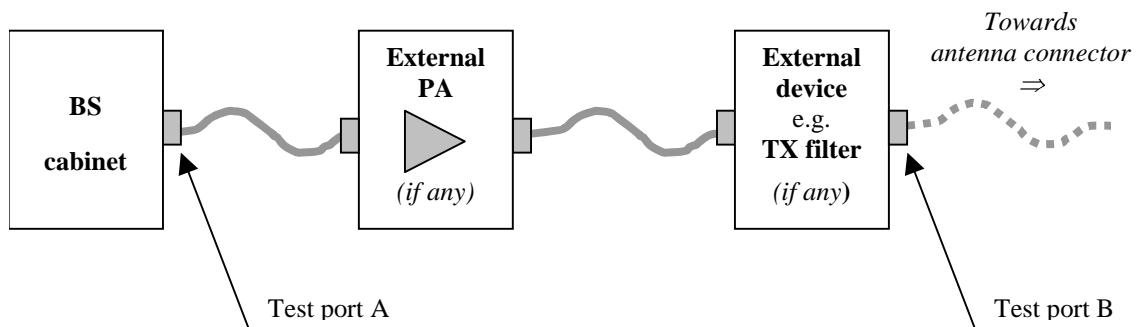 BS
cabinet
External
PA
(if any)
External
device
e.g.
TX filter
(if any)
Towards
antenna connector
⇒
Test port A
Test port B